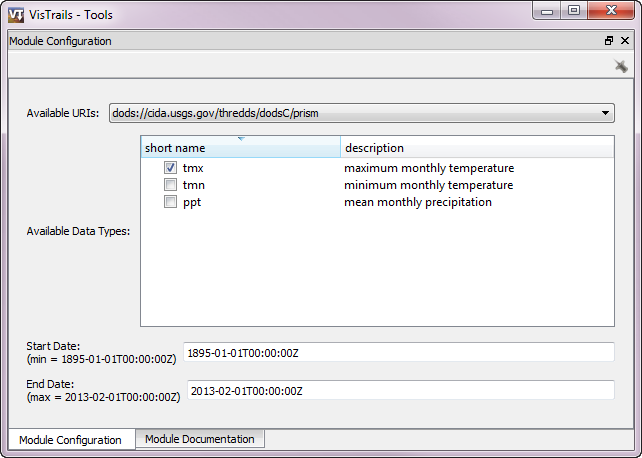 VT VisTrails - Tools
Module Configuration
Available URIs: dods://cida.usgs.gov/thredds/dodsC/prism
short name description
tmx maximum monthly temperature
tmn minimum monthly temperature
ppt mean monthly precipitation
Available Data Types:
Start Date:
(min = 1895-01-01T00:00:00Z) 1895-01-01T00:00:00Z
End Date:
(max = 2013-02-01T00:00:00Z) 2013-02-01T00:00:00Z
Module Configuration Module Documentation